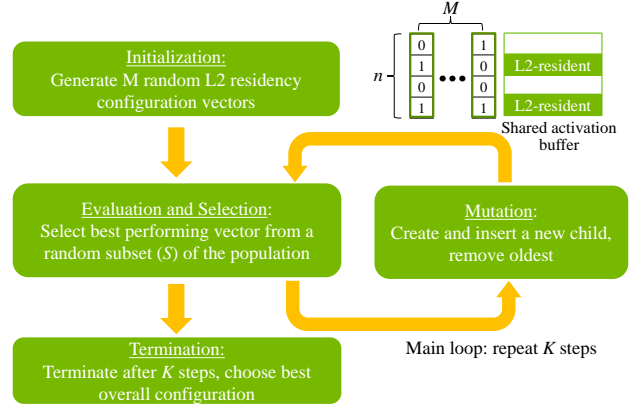 Initialization:
Generate M random L2 residency
configuration vectors
M
n
0
1
0
1
•••
1
0
0
1
L2-resident
L2-resident
Shared activation
buffer
Evaluation and Selection:
Select best performing vector from a
random subset (S) of the population
Mutation:
Create and insert a new child,
remove oldest
Termination:
Terminate after K steps, choose best
overall configuration
Main loop: repeat K steps